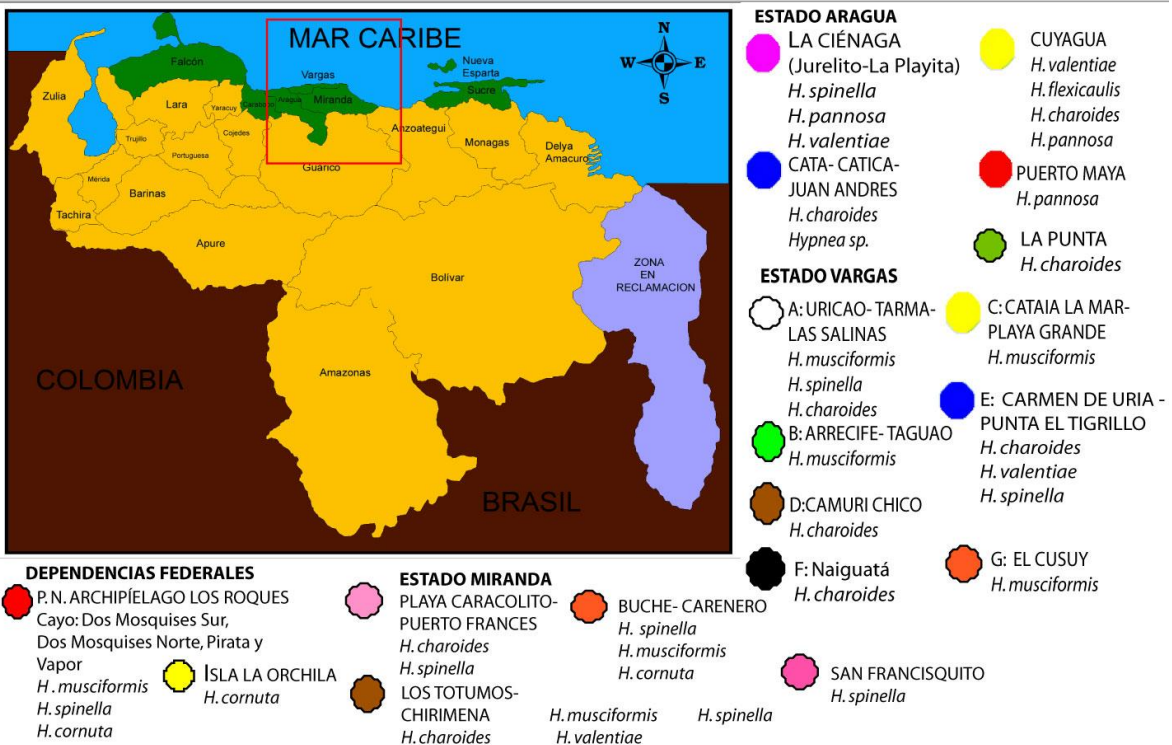 MAR CARIBE
N
W
E
S
Nueva
Esparta
Vargas
Falcón
Sucre
Zulia
Lara
Yaracuy
Carabobo
Aragua
Miranda
Trujillo
Cojedes
Portuguesa
Anzoategui
Monagas
Delya
Amacuro
Guárico
Mérida
Barinas
Tachira
Apure
Bolívar
ZONA
EN
RECLAMACION
Amazonas
COLOMBIA
BRASIL
ESTADO ARAGUA
LA CIÉNAGA
(Jurelito-La Playita)
H. spinella
H. pannosa
H. valentiae
CUYAGUA
H. valentiae
H. flexicaulis
H. charoides
H. pannosa
CATA- CATICA-
JUAN ANDRES
H. charoides
Hypnea sp.
PUERTO MAYA
H. pannosa
LA PUNTA
H. charoides
ESTADO VARGAS
A: URICAO- TARMA-
LAS SALINAS
H. musciformis
H. spinella
H. charoides
C: CATAIA LA MAR-
PLAYA GRANDE
H. musciformis
B: ARRECIFE- TAGUAO
H. musciformis
E: CARMEN DE URIA -
PUNTA EL TIGRILLO
H. charoides
H. valentiae
H. spinella
D:CAMURI CHICO
H. charoides
F: Naiguatá
H. charoides
G: EL CUSUY
H. musciformis
DEPENDENCIAS FEDERALES
P. N. ARCHIPÍELAGO LOS ROQUES
Cayo: Dos Mosquises Sur,
Dos Mosquises Norte, Pirata y
Vapor
H . musciformis
H. spinella
H. cornuta
ISLA LA ORCHILA
H. cornuta
ESTADO MIRANDA
PLAYA CARACOLITO-
PUERTO FRANCES
H. charoides
H. spinella
BUCHE- CARENERO
H. spinella
H. musciformis
H. cornuta
LOS TOTUMOS-
CHIRIMENA
H. charoides
H. musciformis
H. valentiae
H. spinella
SAN FRANCISQUITO
H. spinella